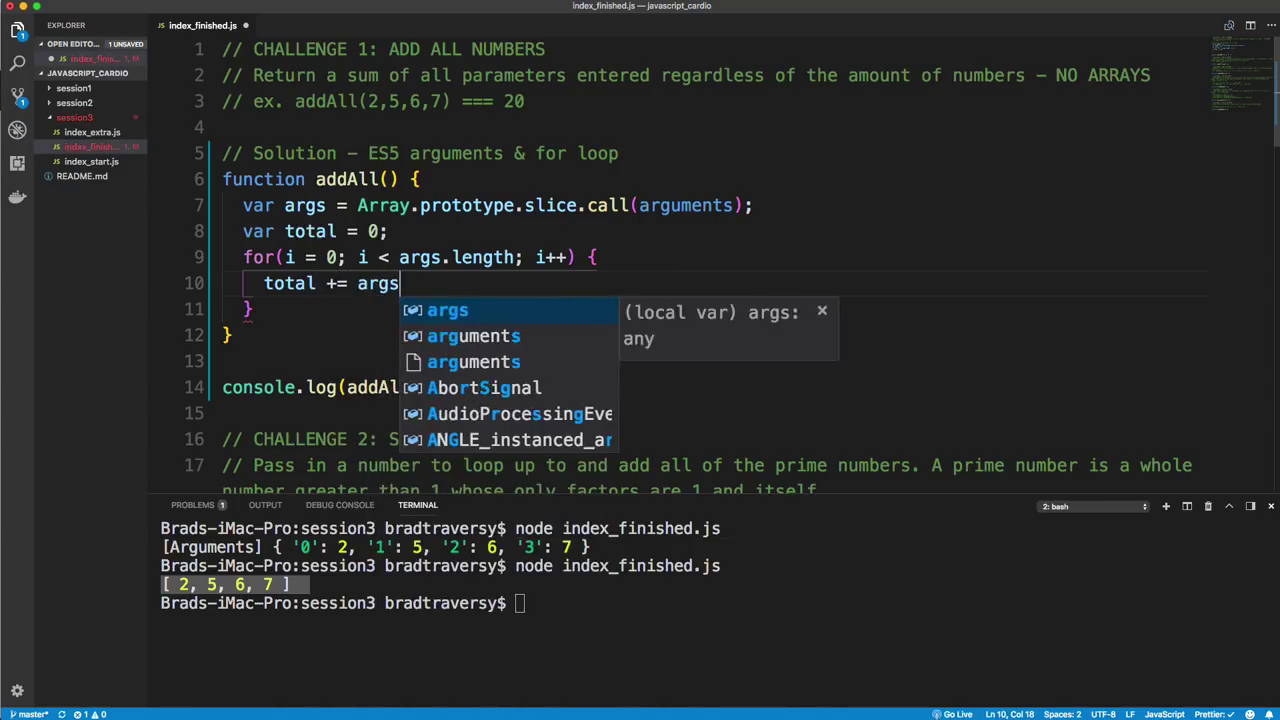 index_finished.js — javascript_cardio
EXPLORER
index_finished.js
OPEN EDITO... 1 UNSAVED
index_finis... 1, M
JAVASCRIPT_CARDIO
session1
session2
session3
index_extra.js
index_finish... 1, M
index_start.js
README.md
1 // CHALLENGE 1: ADD ALL NUMBERS
2 // Return a sum of all parameters entered regardless of the amount of numbers - NO ARRAYS
3 // ex. addAll(2,5,6,7) === 20
4
5 // Solution - ES5 arguments & for loop
6 function addAll() {
7 var args = Array.prototype.slice.call(arguments);
8 var total = 0;
9 for(i = 0; i < args.length; i++) {
10 total += args
11 }
12 }
13
14 console.log(addAl
15
16 // CHALLENGE 2: S
17 // Pass in a number to loop up to and add all of the prime numbers. A prime number is a whole
number greater than 1 whose only factors are 1 and itself
args
arguments
arguments
AbortSignal
AudioProcessingEve
ANGLE_instanced_ar
(local var) args:
any
PROBLEMS 1 OUTPUT DEBUG CONSOLE TERMINAL
2: bash
Brads-iMac-Pro:session3 bradtraversy$ node index_finished.js
[Arguments] { '0': 2, '1': 5, '2': 6, '3': 7 }
Brads-iMac-Pro:session3 bradtraversy$ node index_finished.js
[ 2, 5, 6, 7 ]
Brads-iMac-Pro:session3 bradtraversy$
master* 1 0 Go Live Ln 10, Col 18 Spaces: 2 UTF-8 LF JavaScript Prettier: ✓